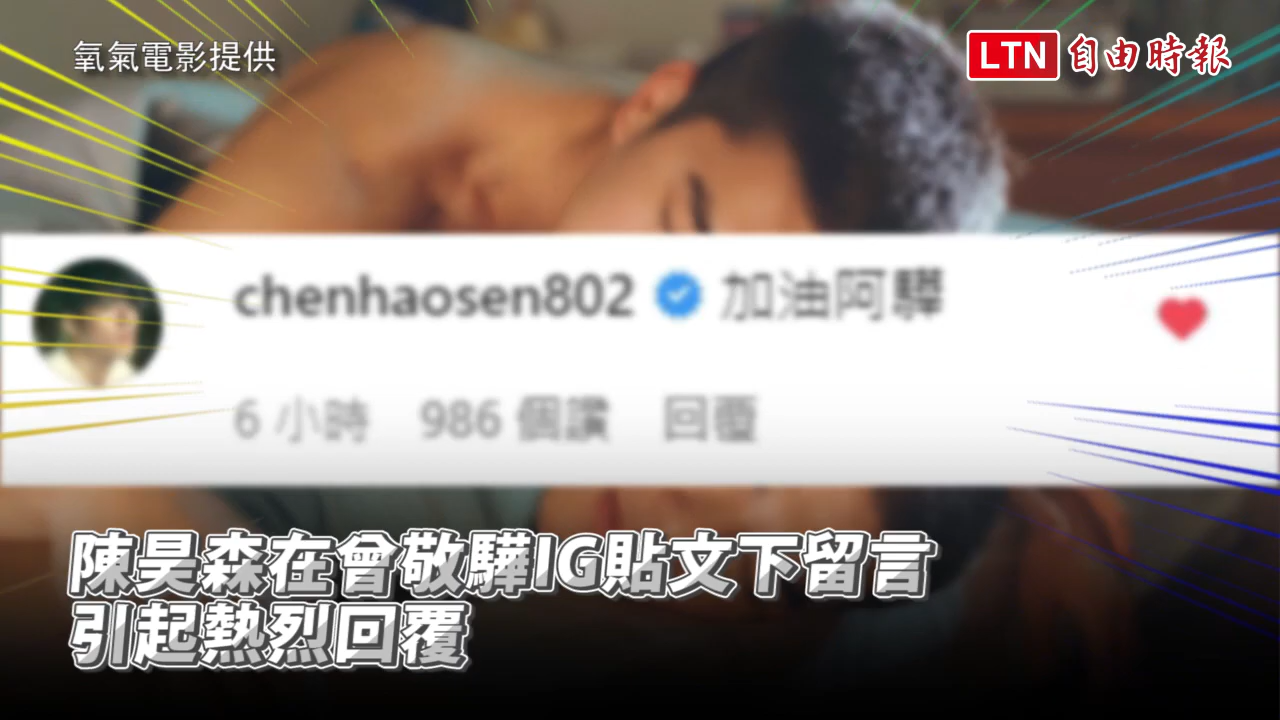 氧氣電影提供
LTN 自由時報
chenhaosen802 加油阿驊
6 小時 986 個讚 回覆
陳昊森在曾敬驊IG貼文下留言
引起熱烈回覆